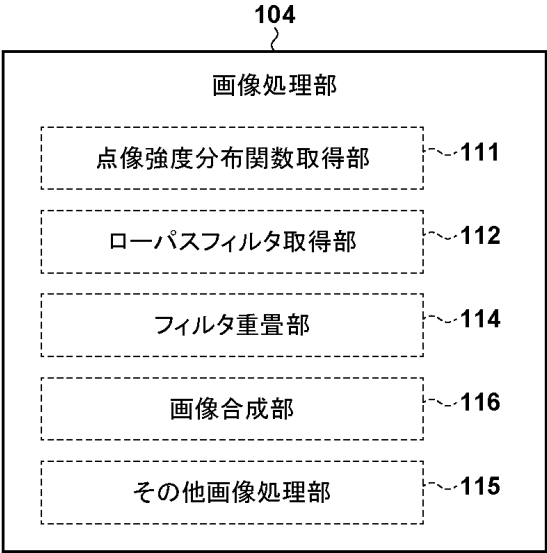 104
画像処理部
点像強度分布関数取得部 111
ローパスフィルタ取得部 112
フィルタ重畳部 114
画像合成部 116
その他画像処理部 115